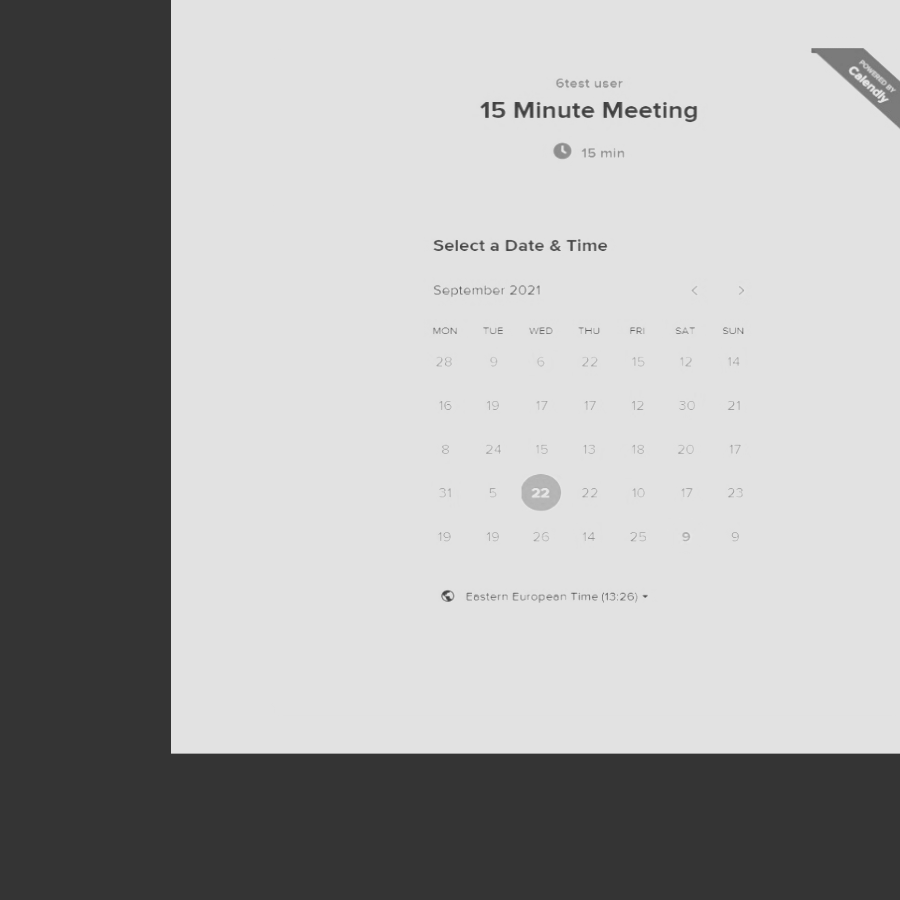 POWERED BY
Calendly
6test user
15 Minute Meeting
15 min
Select a Date & Time
September 2021
MON TUE WED THU FRI SAT SUN
28 9 6 22 15 12 14
16 19 17 17 12 30 21
8 24 15 13 18 20 17
31 5 22 22 10 17 23
19 19 26 14 25 9 9
Eastern European Time (13:26)